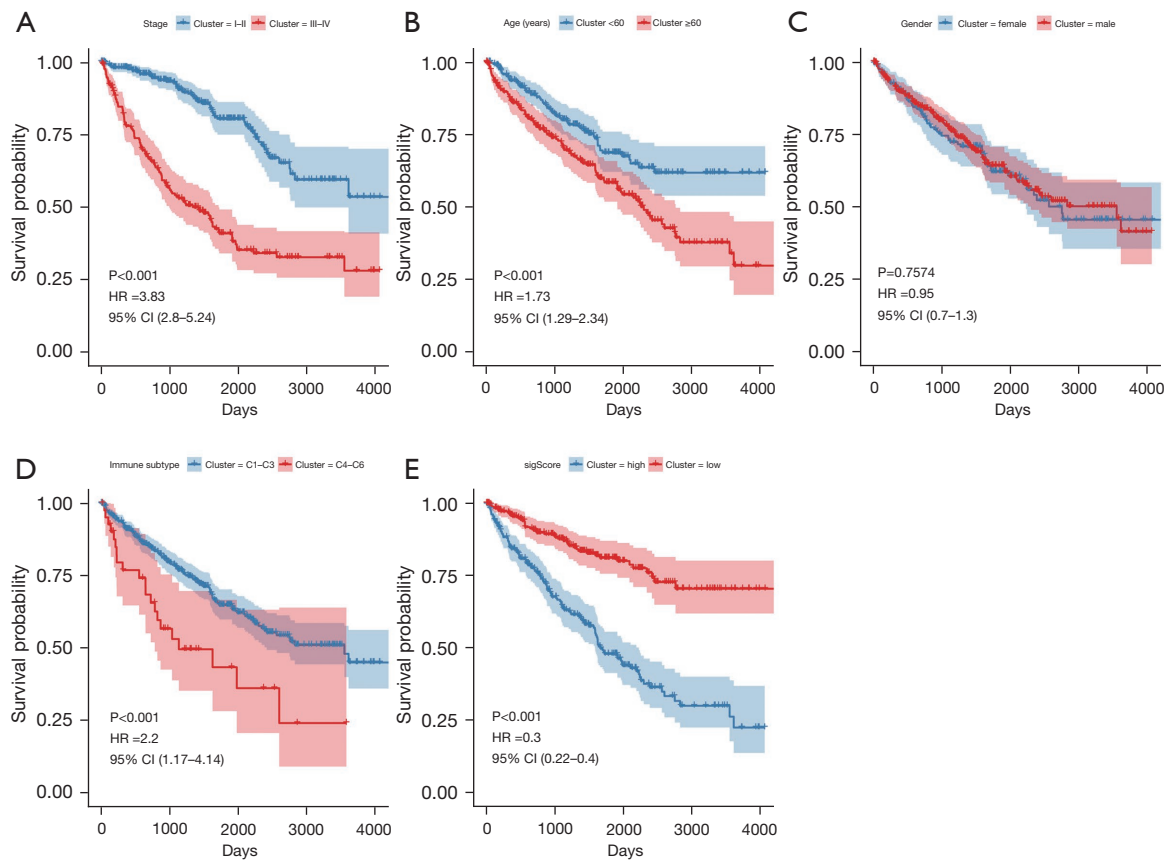 A
Stage Cluster = I–II Cluster = III–IV
Survival probability
1.00
0.75
0.50
0.25
0.00
P<0.001
HR =3.83
95% CI (2.8–5.24)
0 1000 2000 3000 4000
Days
B
Age (years) Cluster <60 Cluster ≥60
Survival probability
1.00
0.75
0.50
0.25
0.00
P<0.001
HR =1.73
95% CI (1.29–2.34)
0 1000 2000 3000 4000
Days
C
Gender Cluster = female Cluster = male
Survival probability
1.00
0.75
0.50
0.25
0.00
P=0.7574
HR =0.95
95% CI (0.7–1.3)
0 1000 2000 3000 4000
Days
D
Immune subtype Cluster = C1–C3 Cluster = C4–C6
Survival probability
1.00
0.75
0.50
0.25
0.00
P<0.001
HR =2.2
95% CI (1.17–4.14)
0 1000 2000 3000 4000
Days
E
sigScore Cluster = high Cluster = low
Survival probability
1.00
0.75
0.50
0.25
0.00
P<0.001
HR =0.3
95% CI (0.22–0.4)
0 1000 2000 3000 4000
Days